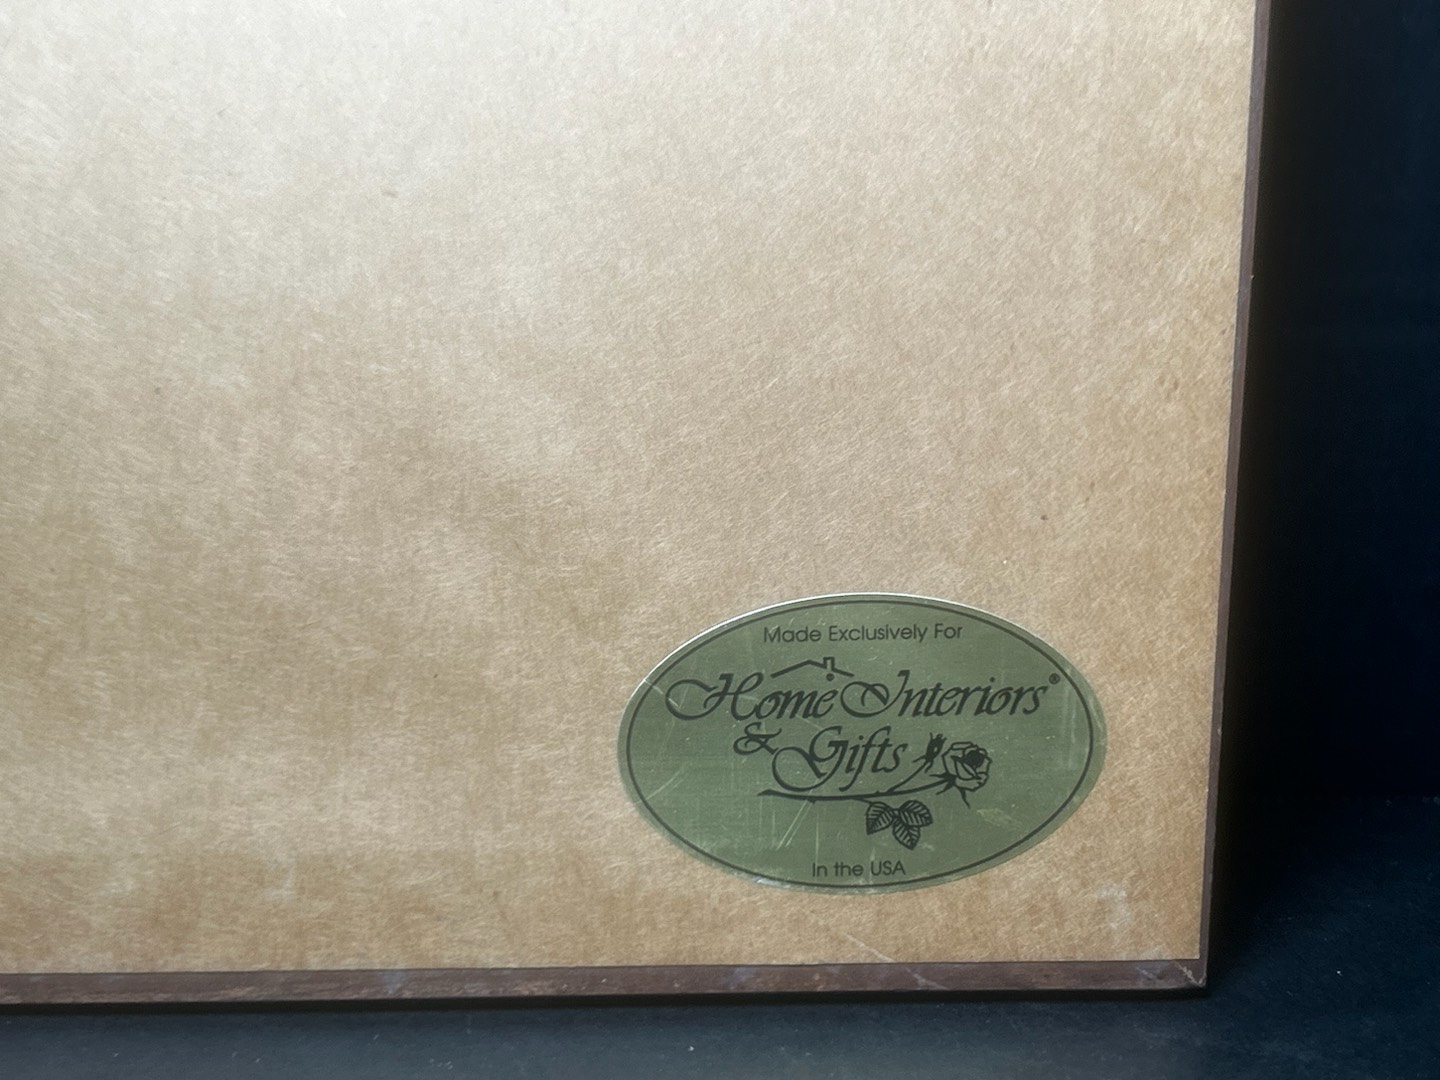 Made Exclusively For
Home Interiors®
& Gifts
In the USA